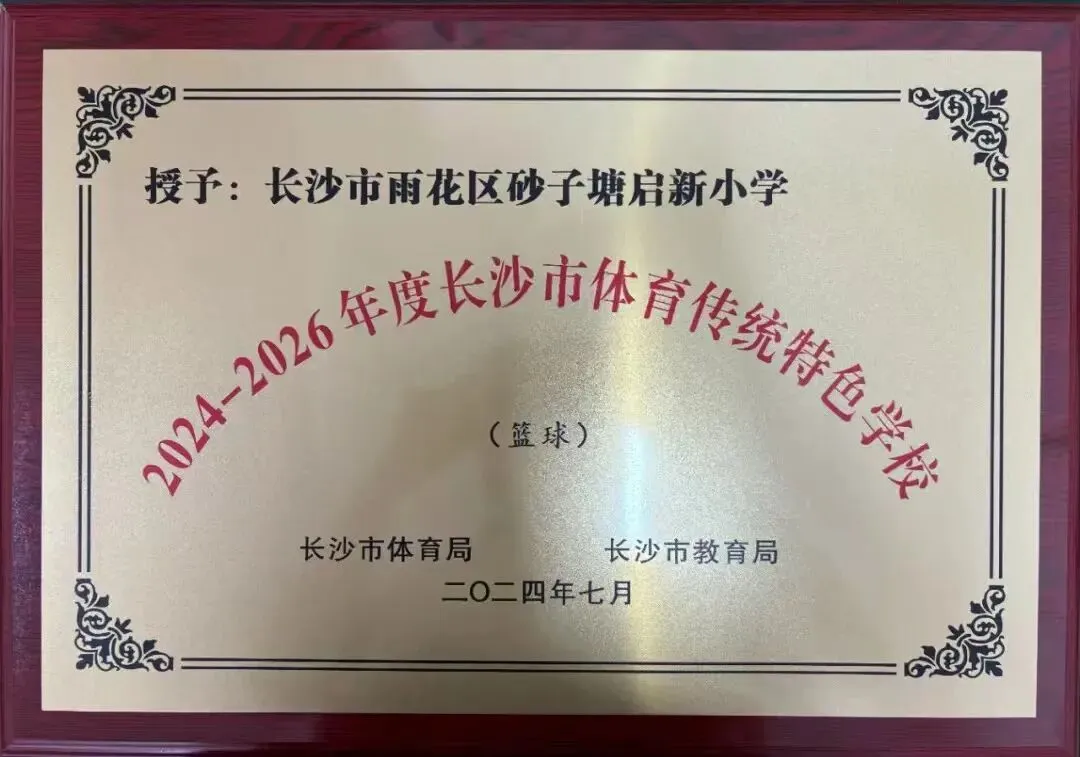 授予：长沙市雨花区砂子塘启新小学
2024-2026年度长沙市体育传统特色学校
（篮球）
长沙市体育局 长沙市教育局
二〇二四年七月